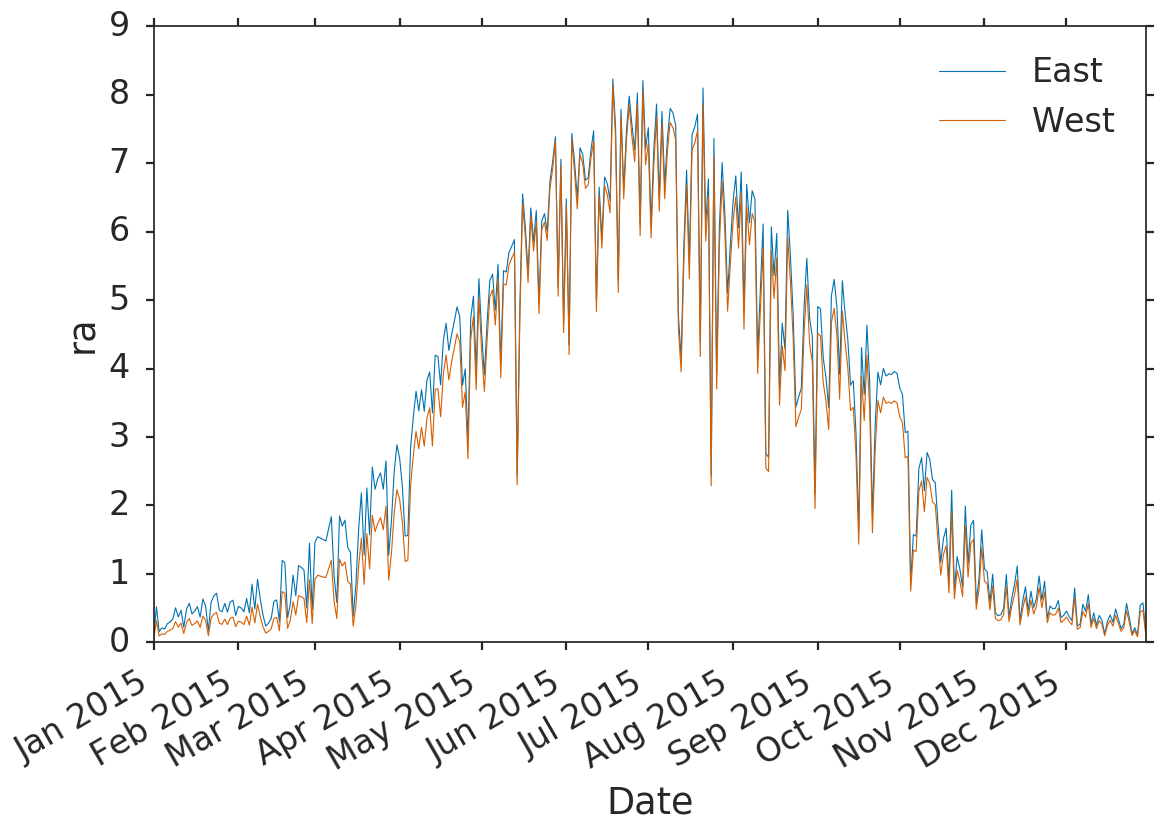 9
8
7
6
5
4
3
2
1
0
ra
East
West
Jan 2015
Feb 2015
Mar 2015
Apr 2015
May 2015
Jun 2015
Jul 2015
Aug 2015
Sep 2015
Oct 2015
Nov 2015
Dec 2015
Date